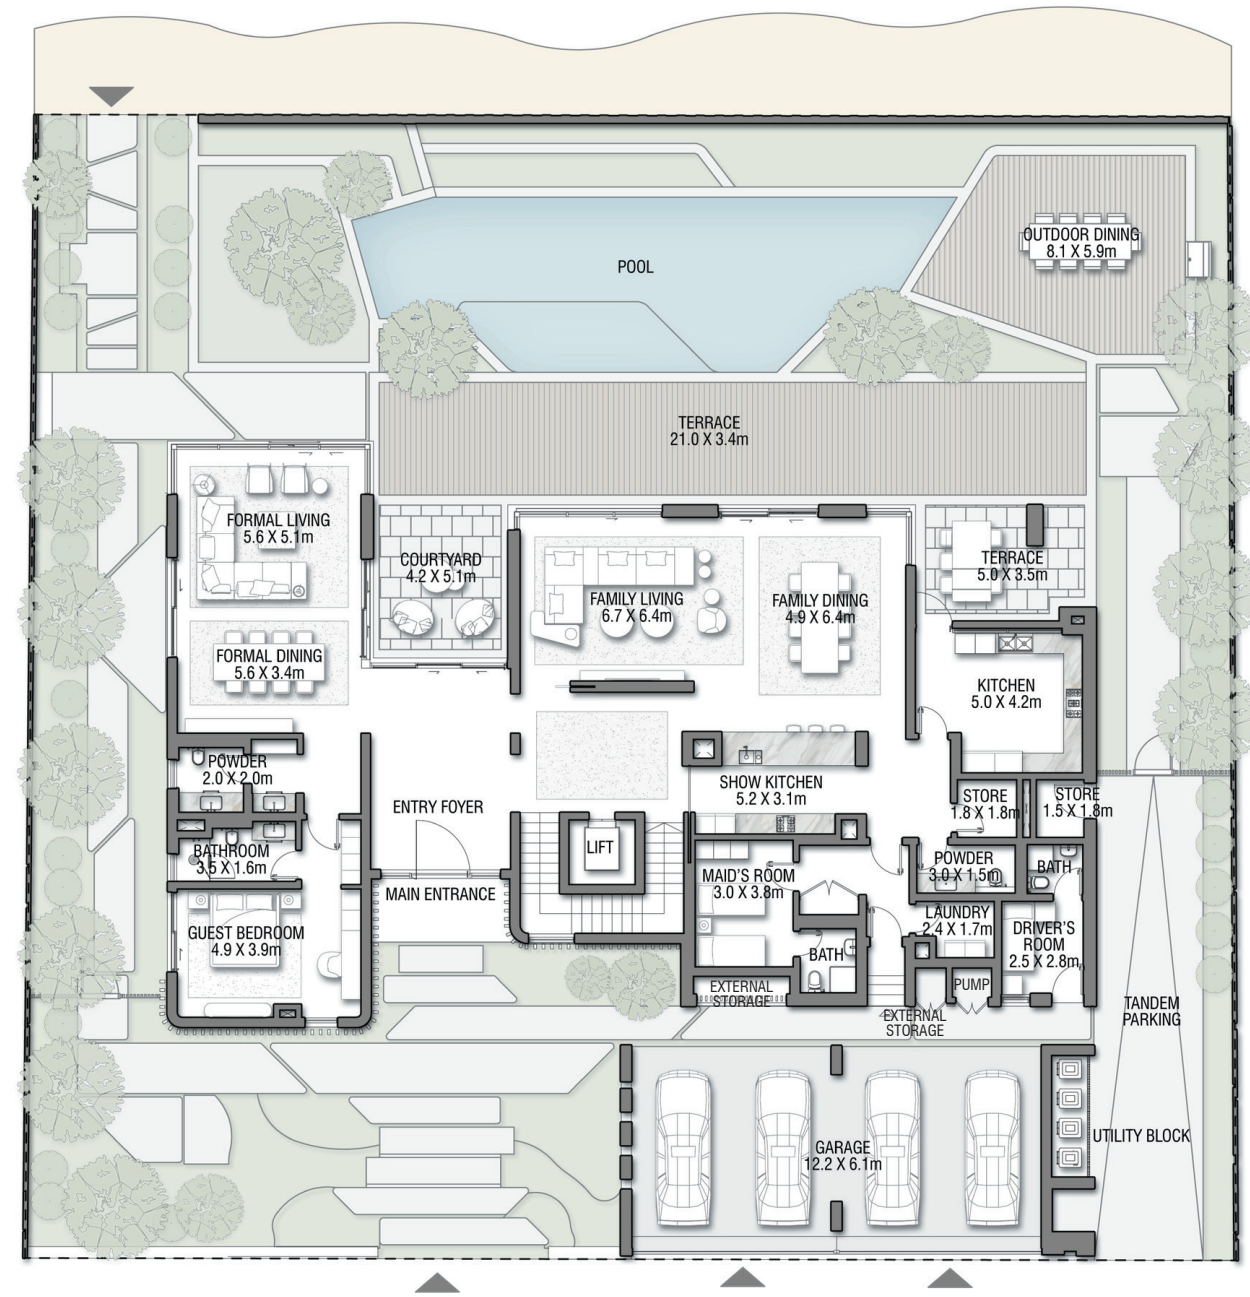 OUTDOOR DINING
8.1 X 5.9m
POOL
TERRACE
21.0 X 3.4m
FORMAL LIVING
5.6 X 5.1m
COURTYARD
4.2 X 5.1m
FAMILY LIVING
6.7 X 6.4m
FAMILY DINING
4.9 X 6.4m
TERRACE
5.0 X 3.5m
FORMAL DINING
5.6 X 3.4m
KITCHEN
5.0 X 4.2m
POWDER
2.0 X 2.0m
ENTRY FOYER
SHOW KITCHEN
5.2 X 3.1m
STORE
1.8 X 1.8m
STORE
1.5 X 1.8m
BATHROOM
3.5 X 1.6m
LIFT
MAIN ENTRANCE
MAID'S ROOM
3.0 X 3.8m
POWDER
3.0 X 1.5m
BATH
GUEST BEDROOM
4.9 X 3.9m
LAUNDRY
2.4 X 1.7m
DRIVER'S
ROOM
2.5 X 2.8m
BATH
EXTERNAL
STORAGE
PUMP
EXTERNAL
STORAGE
TANDEM
PARKING
GARAGE
12.2 X 6.1m
UTILITY BLOCK